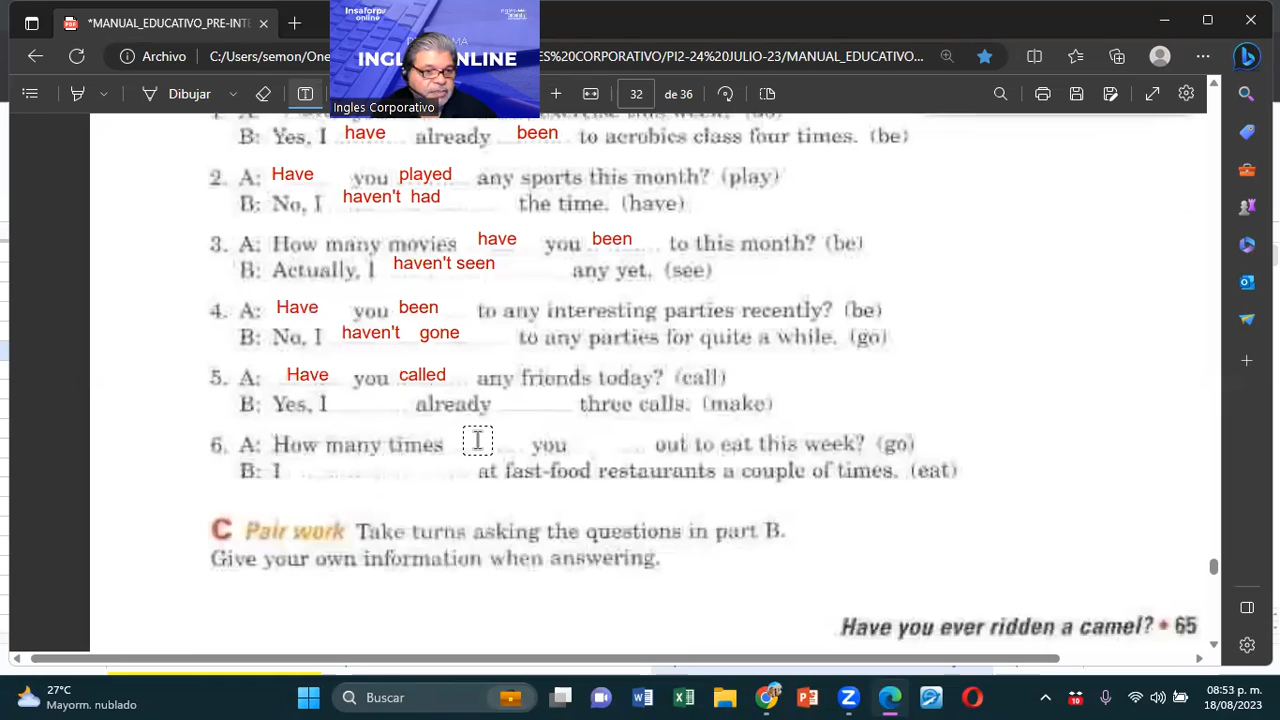 *MANUAL_EDUCATIVO_PRE-INTE
Insaforp online
Archivo
C:/Users/semon/One
ES%20CORPORATIVO/PI2-24%20JULIO-23/MANUAL_EDUCATIVO...
INGL NLINE
Ingles Corporativo
Dibujar
32 de 36
B: Yes, I have already been to aerobics class four times. (be)
2. A: Have you played any sports this month? (play)
B: No, I haven't had the time. (have)
3. A: How many movies have you been to this month? (be)
B: Actually, I haven't seen any yet. (see)
4. A: Have you been to any interesting parties recently? (be)
B: No, I haven't gone to any parties for quite a while. (go)
5. A: Have you called any friends today? (call)
B: Yes, I already three calls. (make)
6. A: How many times you out to eat this week? (go)
B: I at fast-food restaurants a couple of times. (eat)
C Pair work Take turns asking the questions in part B.
Give your own information when answering.
Have you ever ridden a camel? • 65
27°C
Mayorm. nublado
Buscar
08:53 p. m.
18/08/2023